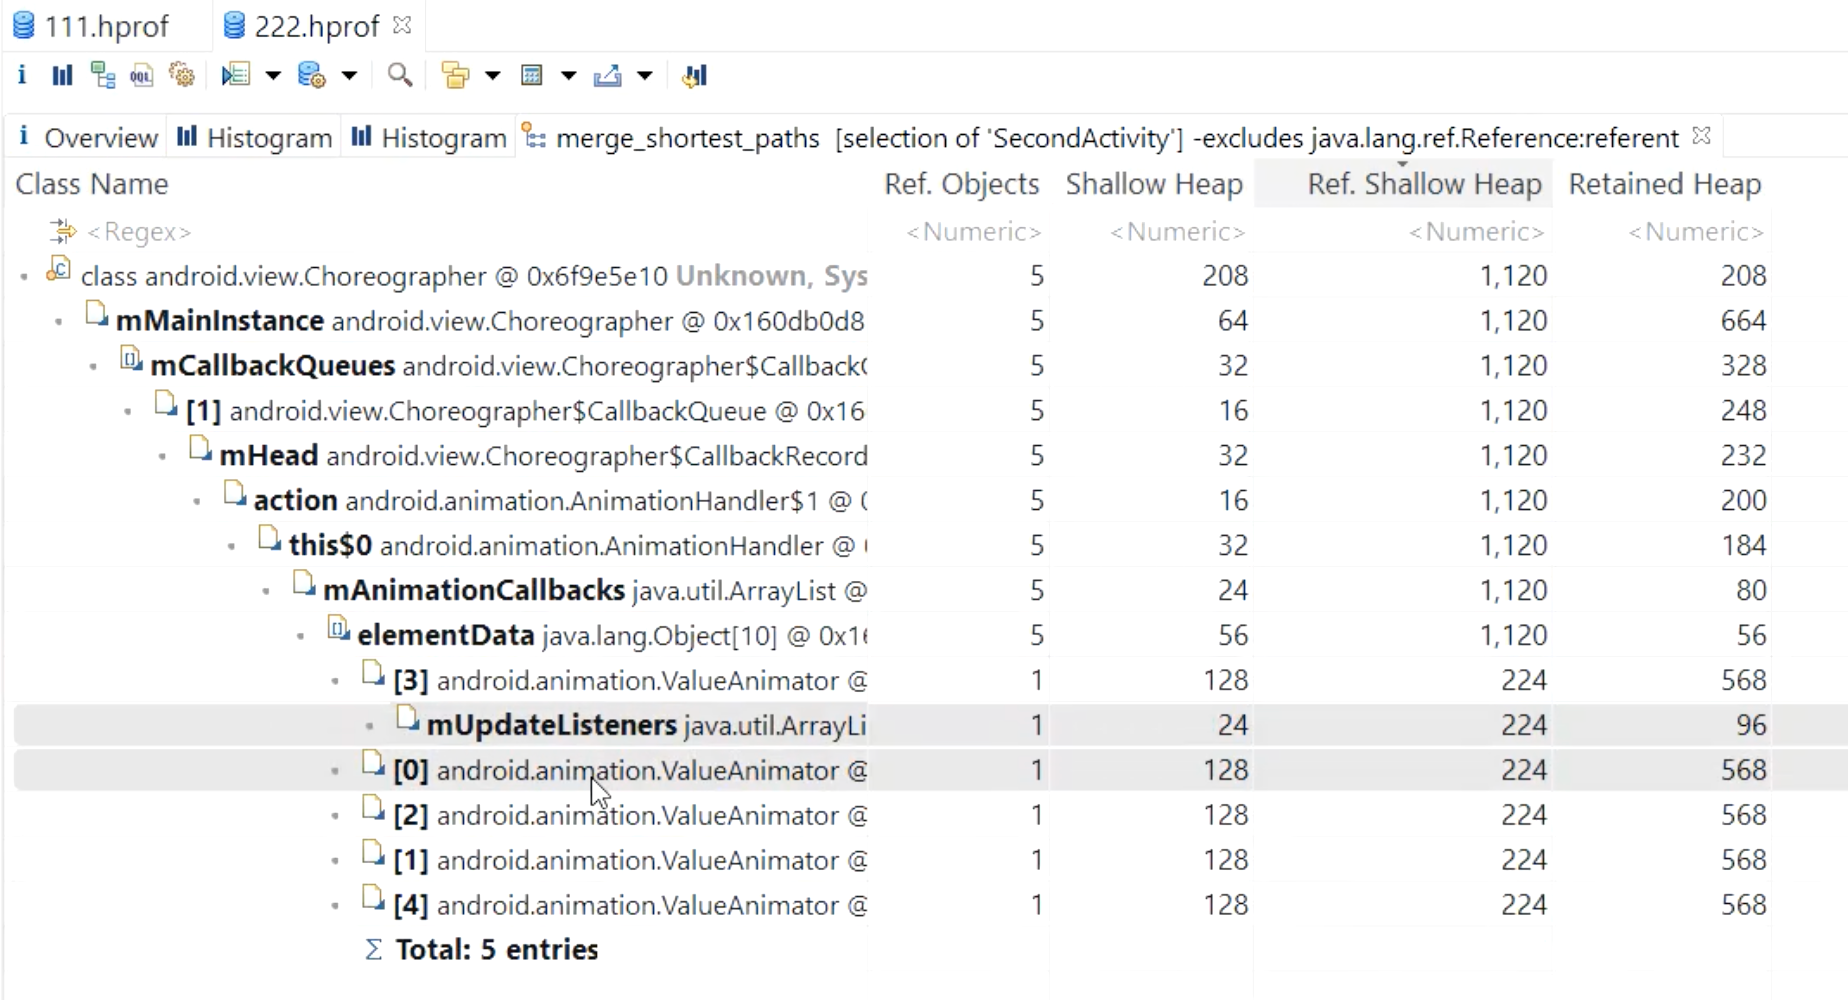 111.hprof 222.hprof
i Overview Histogram Histogram merge_shortest_paths [selection of 'SecondActivity'] -excludes java.lang.ref.Reference:referent
Class Name Ref. Objects Shallow Heap Ref. Shallow Heap Retained Heap
<Regex> <Numeric> <Numeric> <Numeric> <Numeric>
class android.view.Choreographer @ 0x6f9e5e10 Unknown, Sys 5 208 1,120 208
mMainInstance android.view.Choreographer @ 0x160db0d8 5 64 1,120 664
mCallbackQueues android.view.Choreographer$Callback 5 32 1,120 328
[1] android.view.Choreographer$CallbackQueue @ 0x16 5 16 1,120 248
mHead android.view.Choreographer$CallbackRecord 5 32 1,120 232
action android.animation.AnimationHandler$1 @ 5 16 1,120 200
this$0 android.animation.AnimationHandler @ 5 32 1,120 184
mAnimationCallbacks java.util.ArrayList @ 5 24 1,120 80
elementData java.lang.Object[10] @ 0x16 5 56 1,120 56
[3] android.animation.ValueAnimator @ 1 128 224 568
mUpdateListeners java.util.ArrayLi 1 24 224 96
[0] android.animation.ValueAnimator @ 1 128 224 568
[2] android.animation.ValueAnimator @ 1 128 224 568
[1] android.animation.ValueAnimator @ 1 128 224 568
[4] android.animation.ValueAnimator @ 1 128 224 568
Σ Total: 5 entries